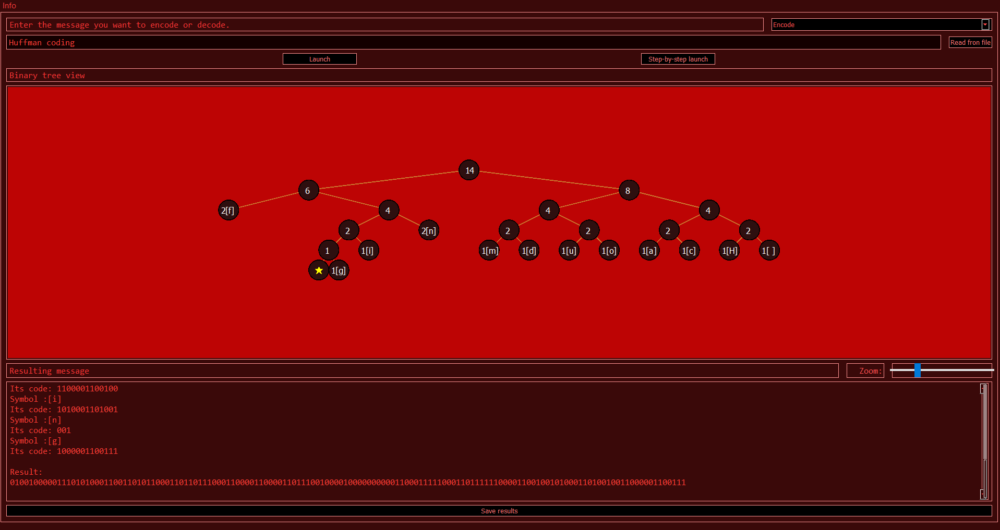 Info
Enter the message you want to encode or decode.
Encode
Huffman coding
Read fron file
Launch
Step-by-step launch
Binary tree view
14
6
8
2[f]
4
4
4
2
2[n]
2
2
2
2
1
1[i]
1[m]
1[d]
1[u]
1[o]
1[a]
1[c]
1[H]
1[ ]
1[g]
Resulting message
Zoom:
Its code: 1100001100100
Symbol :[i]
Its code: 1010001101001
Symbol :[n]
Its code: 001
Symbol :[g]
Its code: 1000001100111
Result:
010010000011101010001100110101100011011011100011000011000011011100100001000000000011000111110001101111110000110010010100011010010011000001100111
Save results